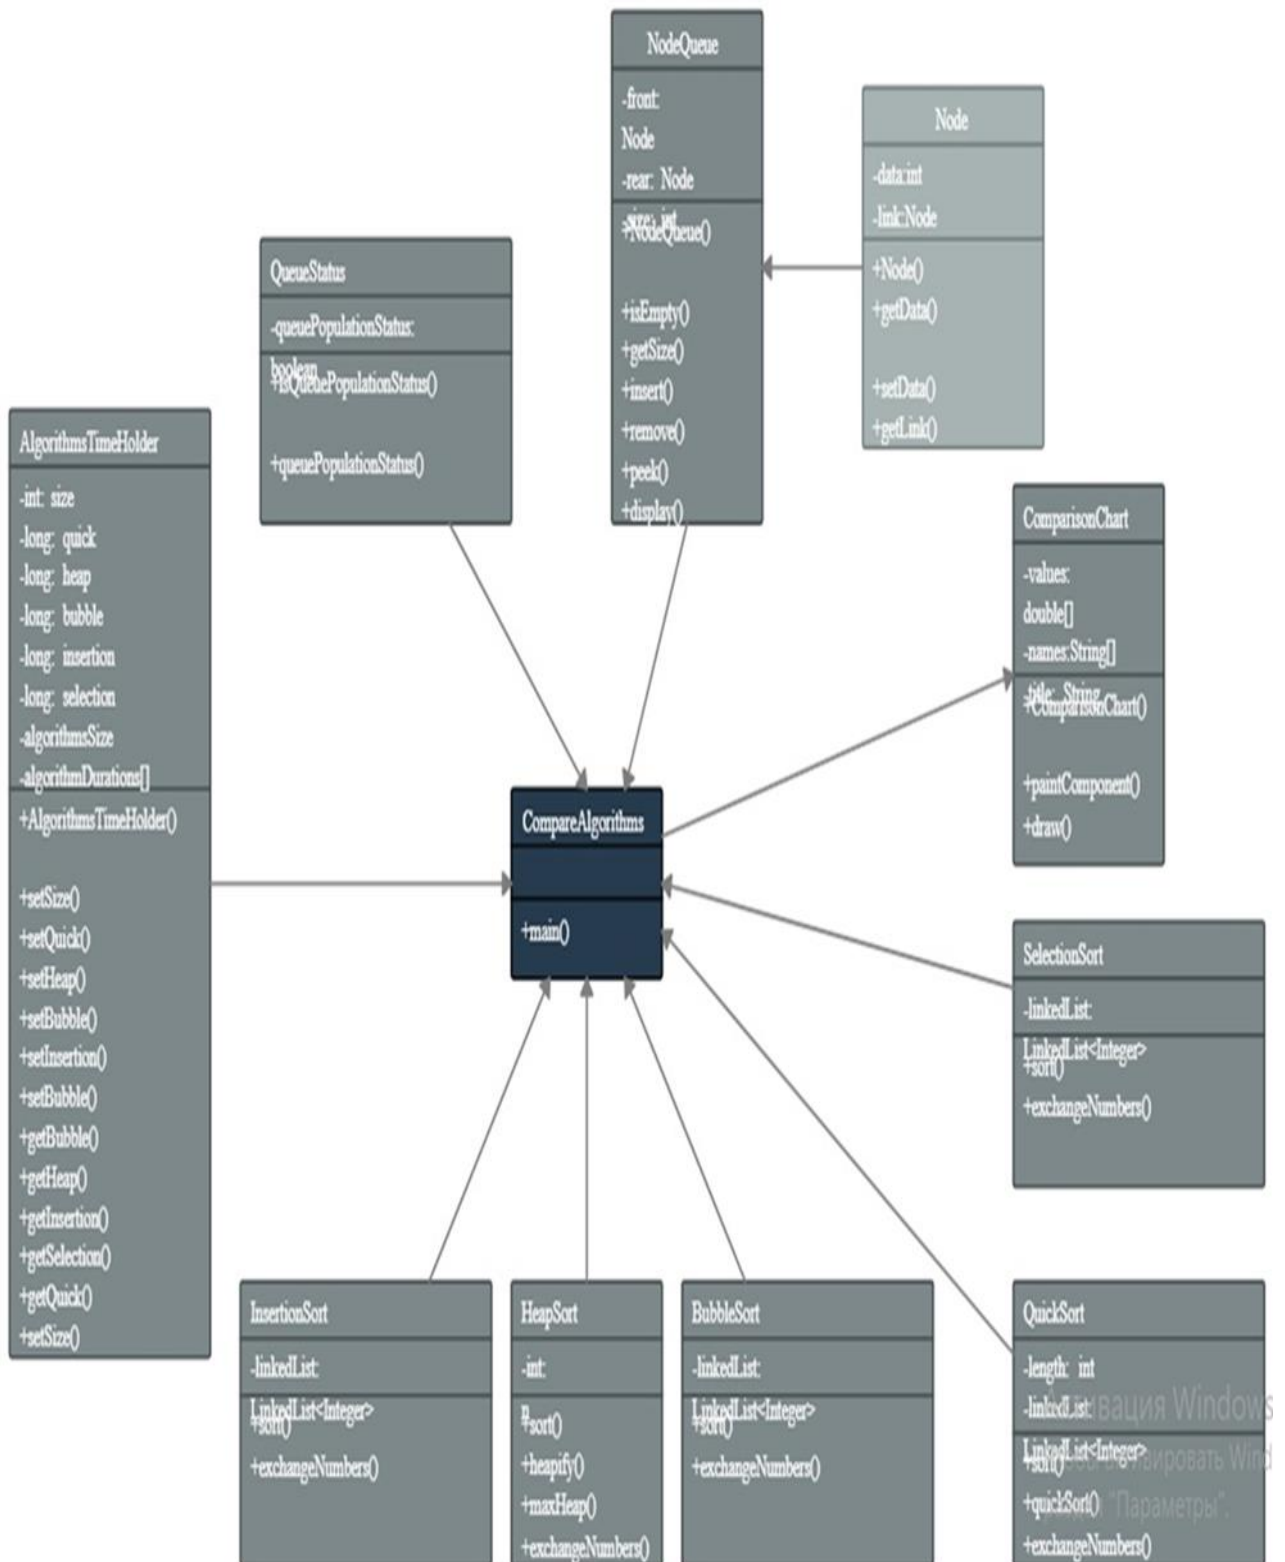 NodeQueue
-front:
Node
-rear: Node
-size: int
+NodeQueue()
+isEmpty()
+getSize()
+insert()
+remove()
+peek()
+display()
Node
-data:int
-link:Node
+Node()
+getData()
+setData()
+getLink()
QueueStatus
-queuePopulationStatus:
boolean
+isQueuePopulationStatus()
+queuePopulationStatus()
AlgorithmsTimeHolder
-int: size
-long: quick
-long: heap
-long: bubble
-long: insertion
-long: selection
-algorithmsSize
-algorithmDurations[]
+AlgorithmsTimeHolder()
+setSize()
+setQuick()
+setHeap()
+setBubble()
+setInsertion()
+setBubble()
+getBubble()
+getHeap()
+getInsertion()
+getSelection()
+getQuick()
+setSize()
ComparisonChart
-values:
double[]
-names:String[]
-title: String
+ComparisonChart()
+paintComponent()
+draw()
CompareAlgorithms
+main()
SelectionSort
-linkedList:
LinkedList<Integer>
+sort()
+exchangeNumbers()
InsertionSort
-linkedList:
LinkedList<Integer>
+sort()
+exchangeNumbers()
HeapSort
-int:
n
+sort()
+heapify()
+maxHeap()
+exchangeNumbers()
BubbleSort
-linkedList:
LinkedList<Integer>
+sort()
+exchangeNumbers()
QuickSort
-length: int
-linkedList:
LinkedList<Integer>
+sort()
+quickSort()
+exchangeNumbers()
Windows
"Параметры".